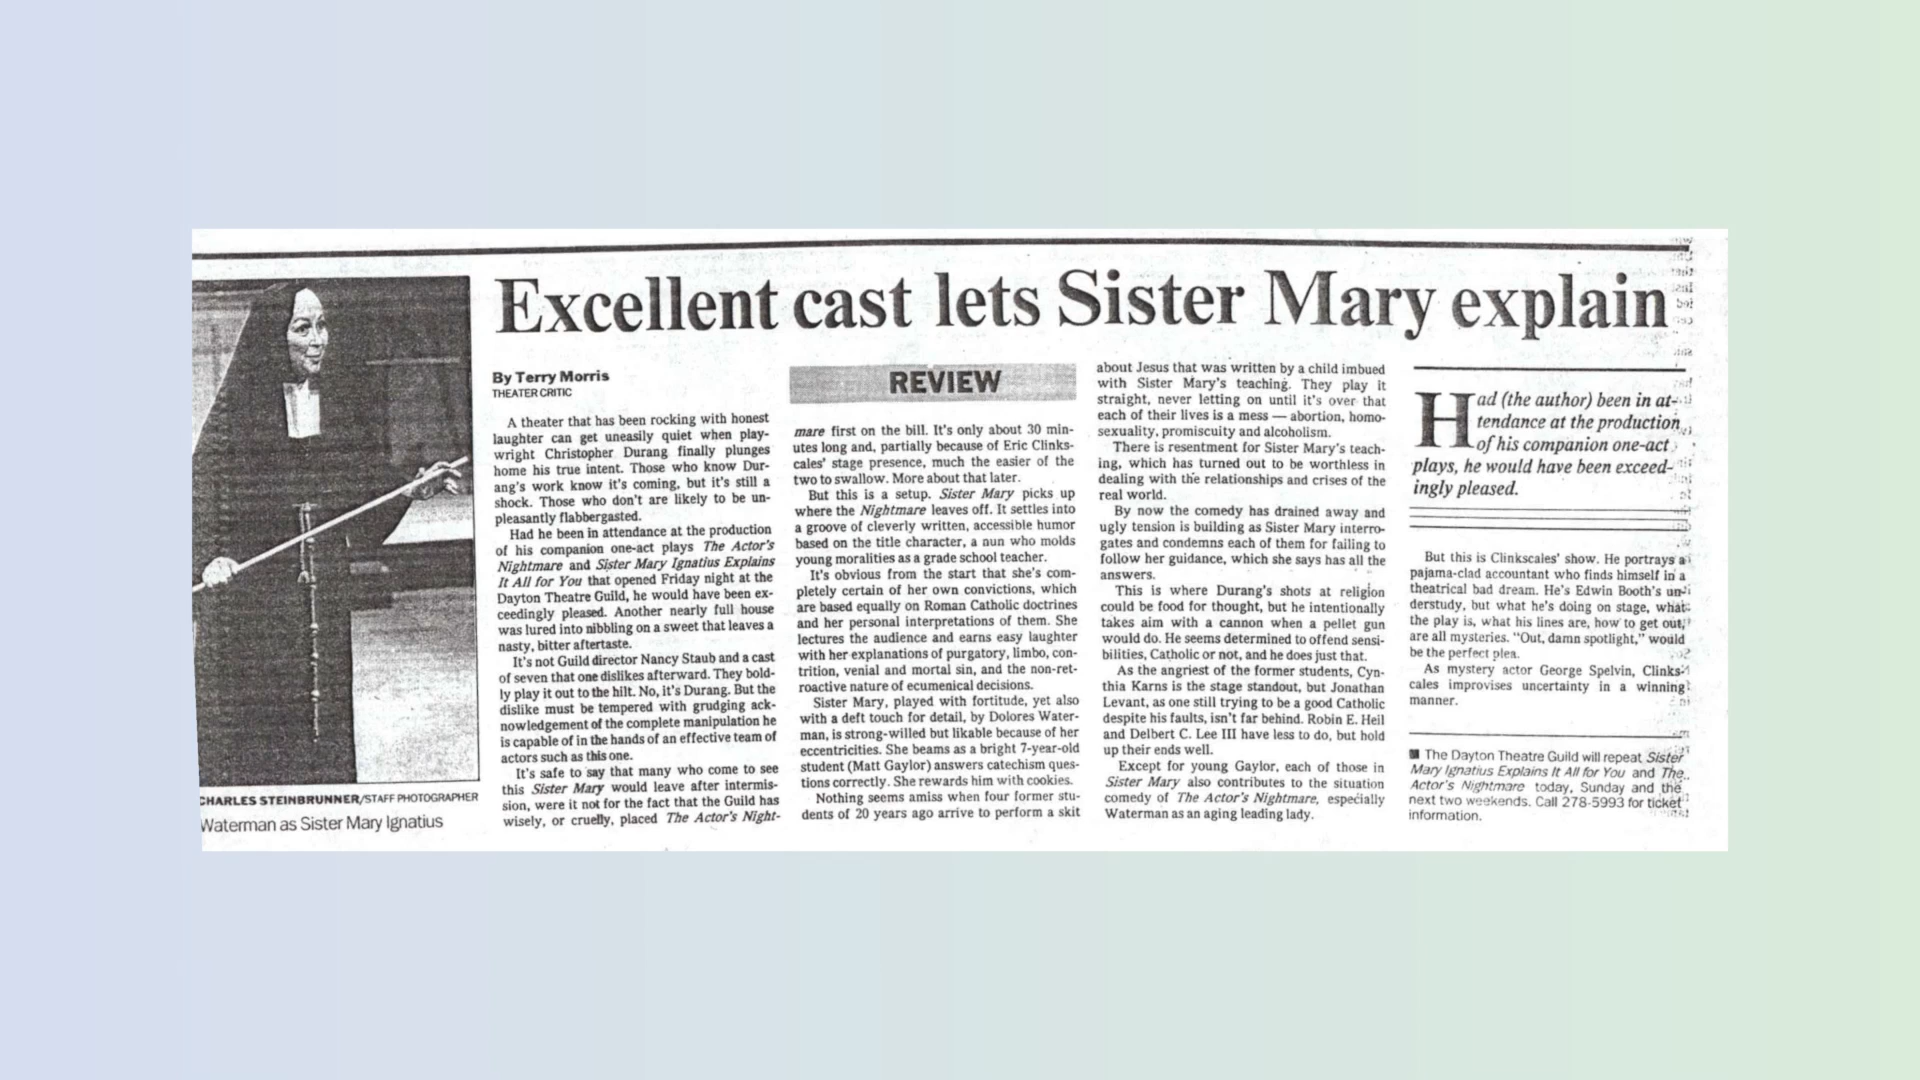 Excellent cast lets Sister Mary explain
CHARLES STEINBRUNNER/STAFF PHOTOGRAPHER
Waterman as Sister Mary Ignatius
By Terry Morris
THEATER CRITIC
A theater that has been rocking with honest
laughter can get uneasily quiet when play-
wright Christopher Durang finally plunges
home his true intent. Those who know Dur-
ang's work know it's coming, but it's still a
shock. Those who don't are likely to be un-
pleasantly flabbergasted.
Had he been in attendance at the production
of his companion one-act plays The Actor's
Nightmare and Sister Mary Ignatius Explains
It All for You that opened Friday night at the
Dayton Theatre Guild, he would have been ex-
ceedingly pleased. Another nearly full house
was lured into nibbling on a sweet that leaves a
nasty, bitter aftertaste.
It's not Guild director Nancy Staub and a cast
of seven that one dislikes afterward. They bold-
ly play it out to the hilt. No, it's Durang. But the
dislike must be tempered with grudging ack-
nowledgement of the complete manipulation he
is capable of in the hands of an effective team of
actors such as this one.
It's safe to say that many who come to see
this Sister Mary would leave after intermis-
sion, were it not for the fact that the Guild has
wisely, or cruelly, placed The Actor's Night-
REVIEW
mare first on the bill. It's only about 30 min-
utes long and, partially because of Eric Clinks-
cales' stage presence, much the easier of the
two to swallow. More about that later.
But this is a setup. Sister Mary picks up
where the Nightmare leaves off. It settles into
a groove of cleverly written, accessible humor
based on the title character, a nun who molds
young moralities as a grade school teacher.
It's obvious from the start that she's com-
pletely certain of her own convictions, which
are based equally on Roman Catholic doctrines
and her personal interpretations of them. She
lectures the audience and earns easy laughter
with her explanations of purgatory, limbo, con-
trition, venial and mortal sin, and the non-ret-
roactive nature of ecumenical decisions.
Sister Mary, played with fortitude, yet also
with a deft touch for detail, by Dolores Water-
man, is strong-willed but likable because of her
eccentricities. She beams as a bright 7-year-old
student (Matt Gaylor) answers catechism ques-
tions correctly. She rewards him with cookies.
Nothing seems amiss when four former stu-
dents of 20 years ago arrive to perform a skit
about Jesus that was written by a child imbued
with Sister Mary's teaching. They play it
straight, never letting on until it's over that
each of their lives is a mess — abortion, homo-
sexuality, promiscuity and alcoholism.
There is resentment for Sister Mary's teach-
ing, which has turned out to be worthless in
dealing with the relationships and crises of the
real world.
By now the comedy has drained away and
ugly tension is building as Sister Mary interro-
gates and condemns each of them for failing to
follow her guidance, which she says has all the
answers.
This is where Durang's shots at religion
could be food for thought, but he intentionally
takes aim with a cannon when a pellet gun
would do. He seems determined to offend sensi-
bilities, Catholic or not, and he does just that.
As the angriest of the former students, Cyn-
thia Karns is the stage standout, but Jonathan
Levant, as one still trying to be a good Catholic
despite his faults, isn't far behind. Robin E. Heil
and Delbert C. Lee III have less to do, but hold
up their ends well.
Except for young Gaylor, each of those in
Sister Mary also contributes to the situation
comedy of The Actor's Nightmare, especially
Waterman as an aging leading lady.
Had (the author) been in at-
tendance at the production
of his companion one-act
plays, he would have been exceed-
ingly pleased.
But this is Clinkscales' show. He portrays a
pajama-clad accountant who finds himself in a
theatrical bad dream. He's Edwin Booth's un-
derstudy, but what he's doing on stage, what
the play is, what his lines are, how to get out,
are all mysteries. "Out, damn spotlight," would
be the perfect plea.
As mystery actor George Spelvin, Clinks-
cales improvises uncertainty in a winning
manner.
■ The Dayton Theatre Guild will repeat Sister
Mary Ignatius Explains It All for You and The
Actor's Nightmare today, Sunday and the
next two weekends. Call 278-5993 for ticket
information.